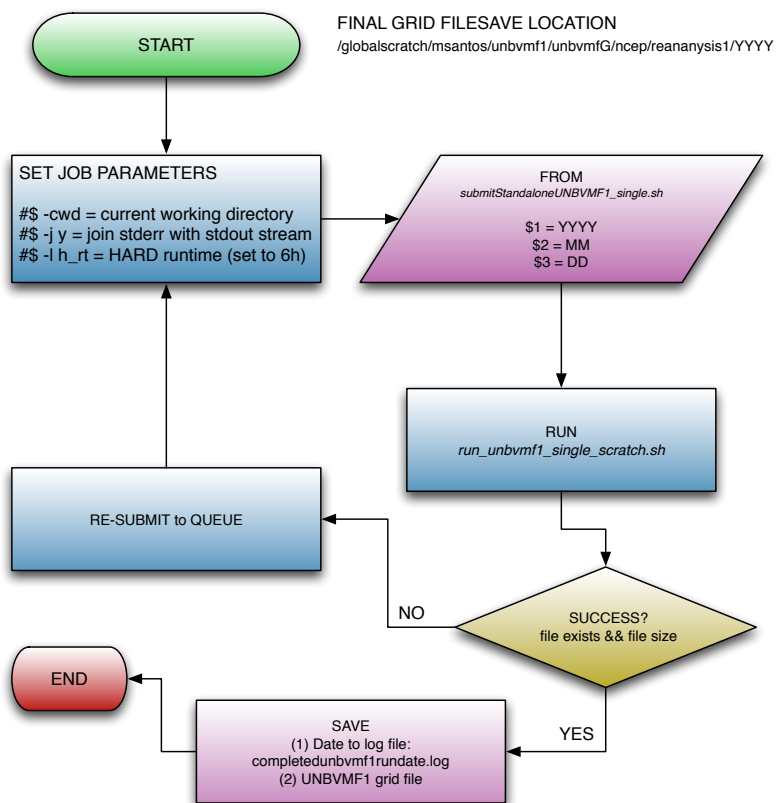 START
FINAL GRID FILESAVE LOCATION
/globalscratch/msantos/unbvmf1/unbvmfG/ncep/reananysis1/YYYY
SET JOB PARAMETERS
#$ -cwd = current working directory
#$ -j y = join stderr with stdout stream
#$ -l h_rt = HARD runtime (set to 6h)
FROM
submitStandaloneUNBVMF1_single.sh
$1 = YYYY
$2 = MM
$3 = DD
RUN
run_unbvmf1_single_scratch.sh
RE-SUBMIT to QUEUE
NO
SUCCESS?
file exists && file size
YES
SAVE
(1) Date to log file:
completedunbvmf1rundate.log
(2) UNBVMF1 grid file
END